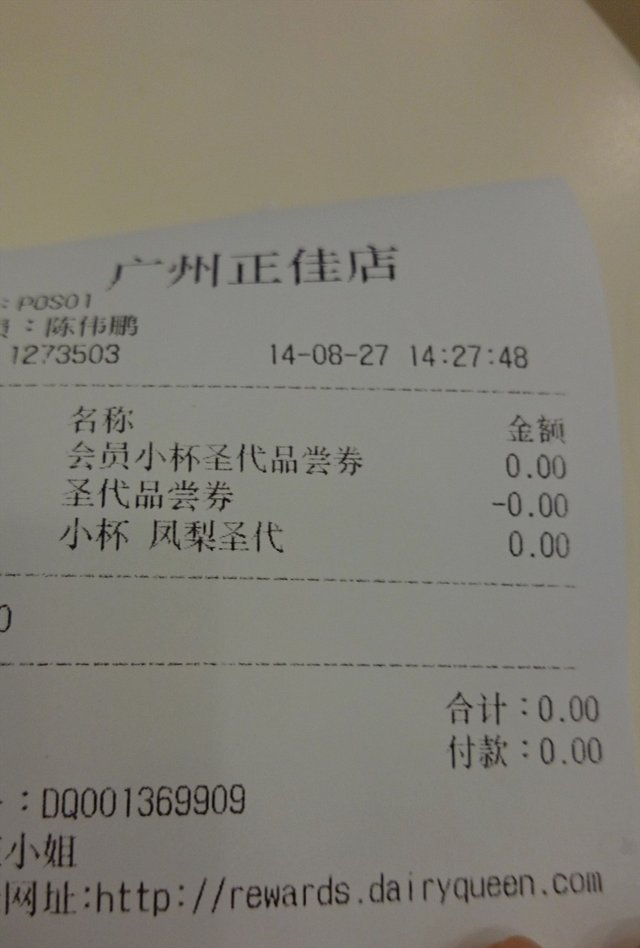 广州正佳店
: POS01
员：陈伟鹏
1273503 14-08-27 14:27:48
名称 金额
会员小杯圣代品尝券 0.00
圣代品尝券 -0.00
小杯 凤梨圣代 0.00
0
合计：0.00
付款：0.00
：DQ001369909
小姐
网址:http://rewards.dairyqueen.com